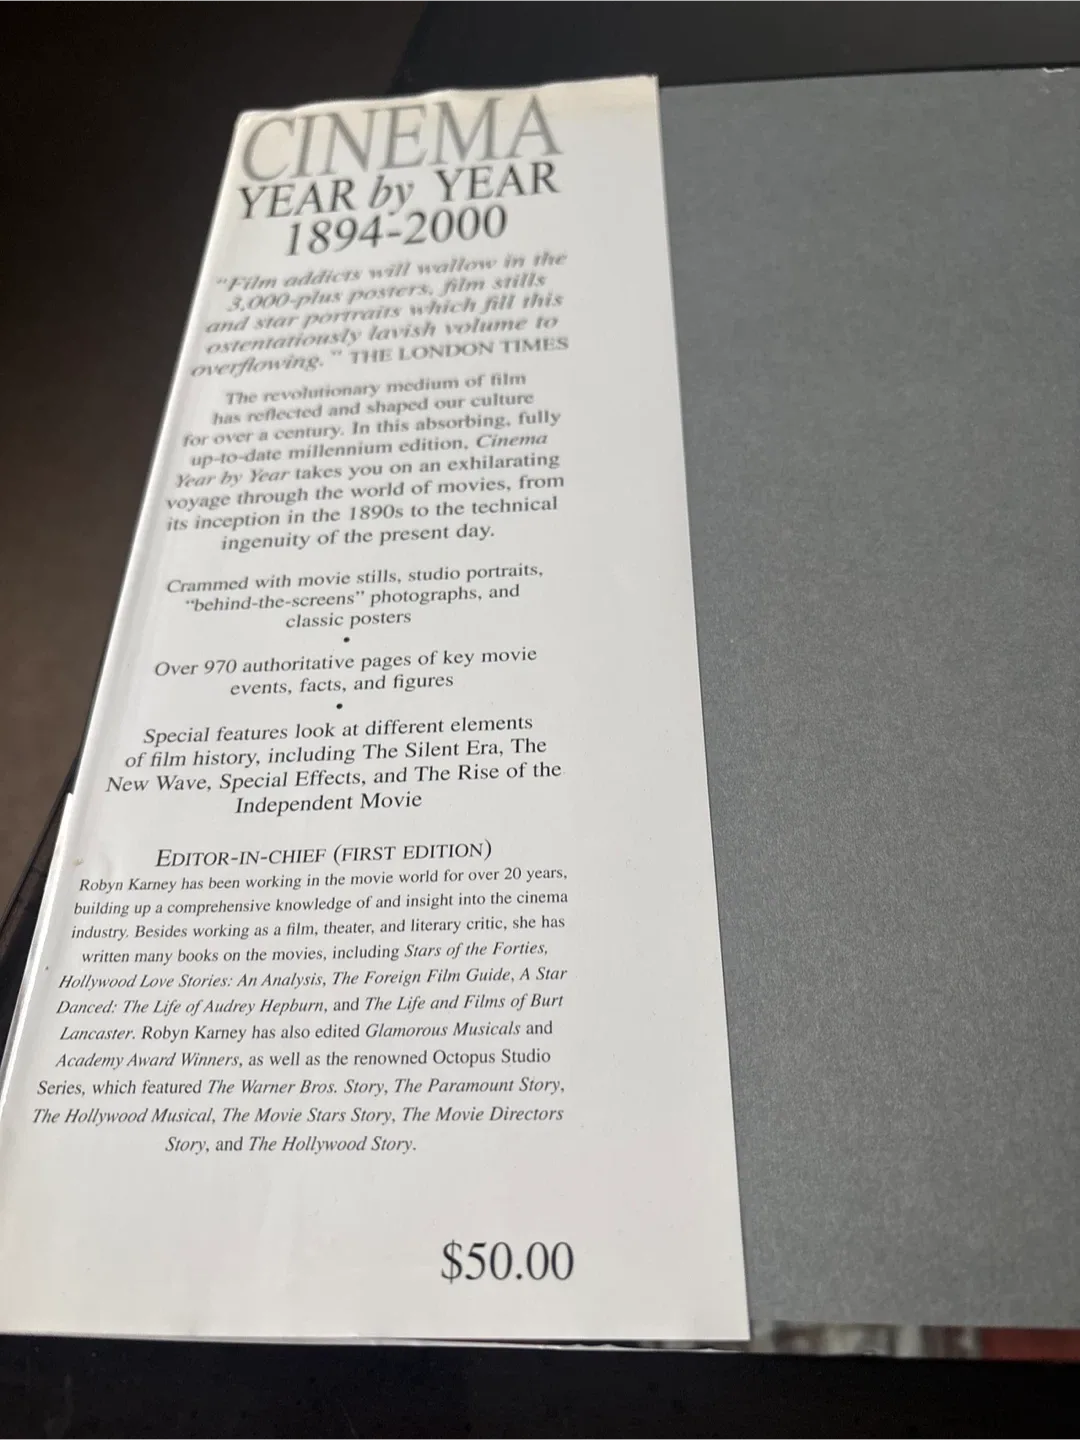 CINEMA
YEAR by YEAR
1894-2000
"Film addicts will wallow in the
3,000-plus posters, film stills
and star portraits which fill this
ostentatiously lavish volume to
overflowing." THE LONDON TIMES
The revolutionary medium of film
has reflected and shaped our culture
for over a century. In this absorbing, fully
up-to-date millennium edition, Cinema
Year by Year takes you on an exhilarating
voyage through the world of movies, from
its inception in the 1890s to the technical
ingenuity of the present day.
Crammed with movie stills, studio portraits,
"behind-the-screens" photographs, and
classic posters
•
Over 970 authoritative pages of key movie
events, facts, and figures
•
Special features look at different elements
of film history, including The Silent Era, The
New Wave, Special Effects, and The Rise of the
Independent Movie
EDITOR-IN-CHIEF (FIRST EDITION)
Robyn Karney has been working in the movie world for over 20 years,
building up a comprehensive knowledge of and insight into the cinema
industry. Besides working as a film, theater, and literary critic, she has
written many books on the movies, including Stars of the Forties,
Hollywood Love Stories: An Analysis, The Foreign Film Guide, A Star
Danced: The Life of Audrey Hepburn, and The Life and Films of Burt
Lancaster. Robyn Karney has also edited Glamorous Musicals and
Academy Award Winners, as well as the renowned Octopus Studio
Series, which featured The Warner Bros. Story, The Paramount Story,
The Hollywood Musical, The Movie Stars Story, The Movie Directors
Story, and The Hollywood Story.
$50.00